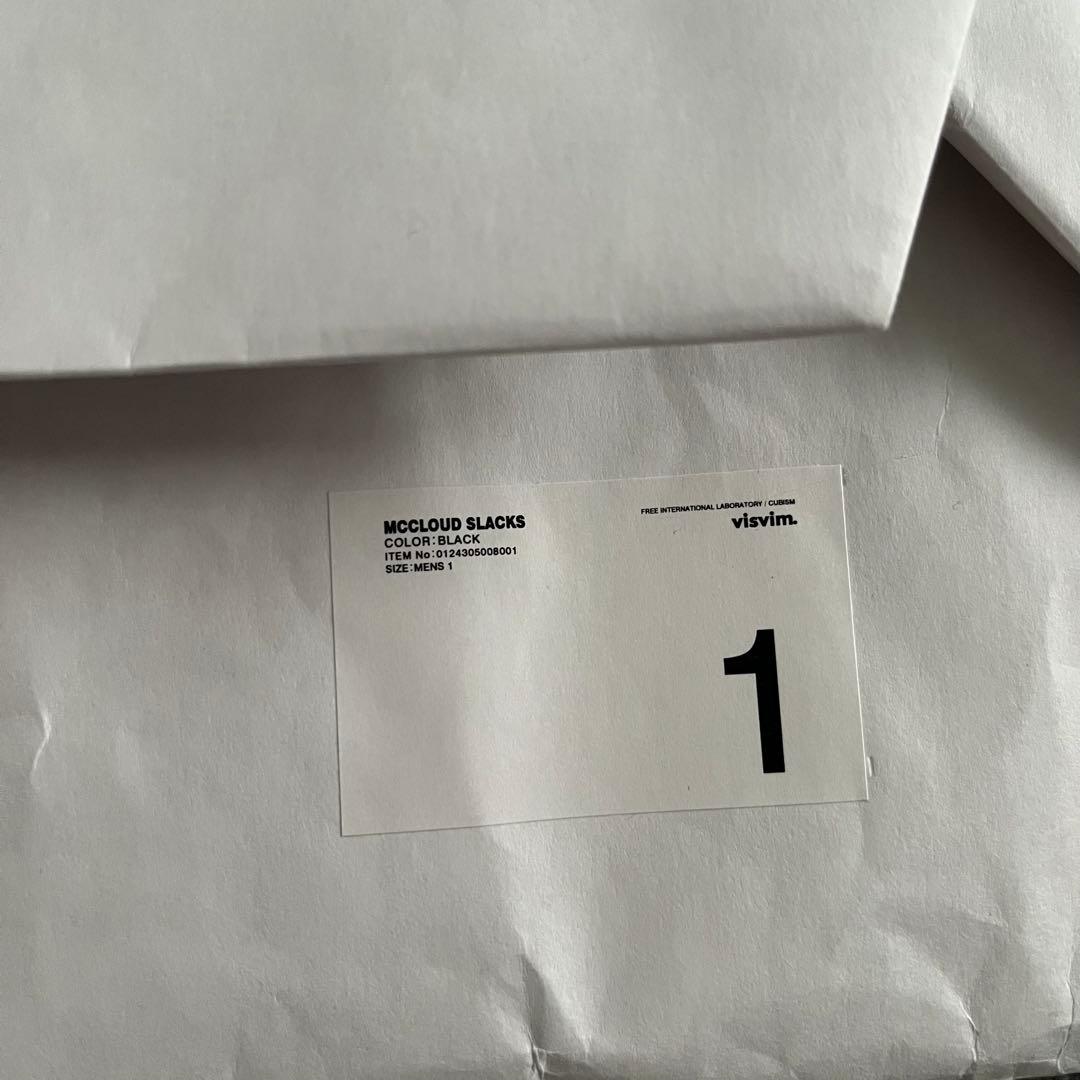 MCCLOUD SLACKS
COLOR:BLACK
ITEM No:0124305008001
SIZE:MENS 1
FREE INTERNATIONAL LABORATORY / CUBISM
visvim.
1